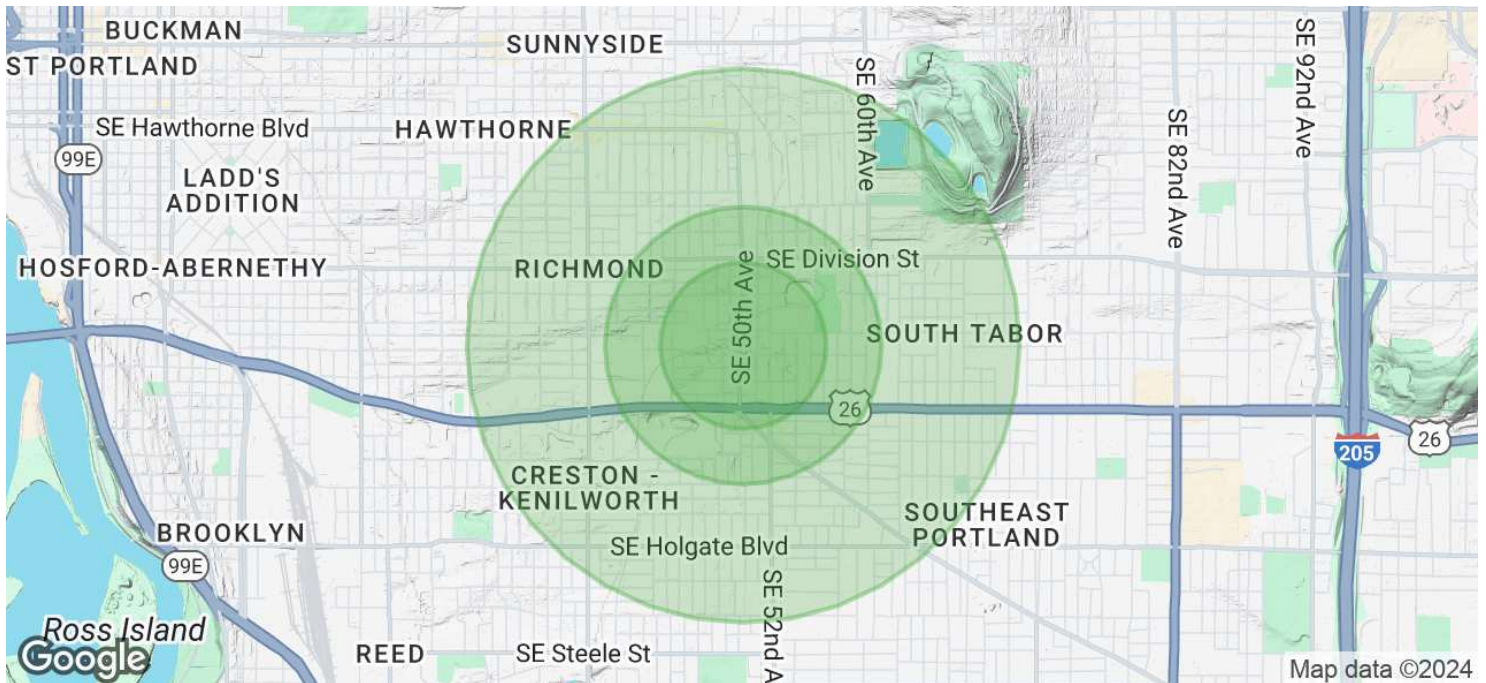 BUCKMAN
SUNNYSIDE
ST PORTLAND
SE 60th Ave
SE 92nd Ave
SE Hawthorne Blvd
HAWTHORNE
99E
SE 82nd Ave
LADD'S
ADDITION
HOSFORD-ABERNETHY
RICHMOND
SE Division St
SE 50th Ave
SOUTH TABOR
26
26
205
CRESTON -
KENILWORTH
SOUTHEAST
PORTLAND
BROOKLYN
SE Holgate Blvd
99E
SE 52nd A
Ross Island
REED
SE Steele St
Google
Map data ©2024